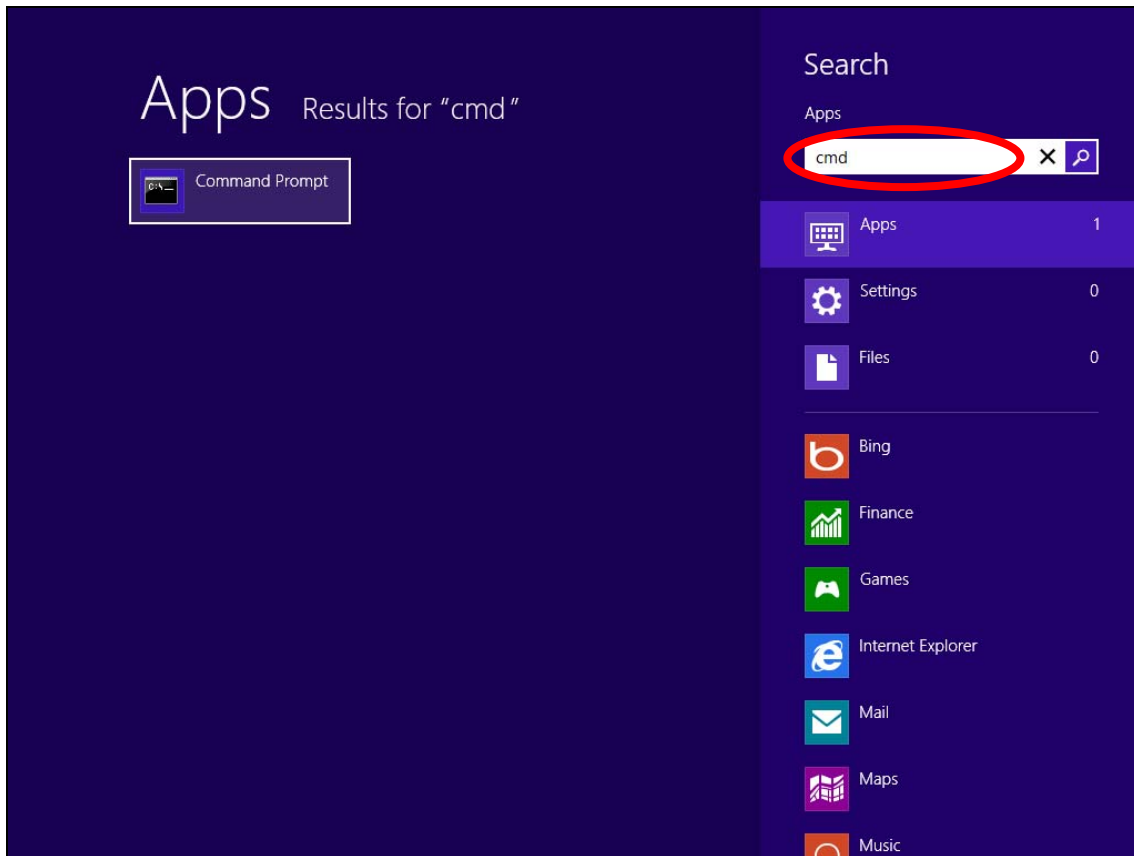 Apps Results for “cmd”
Command Prompt
Search
Apps
cmd
Apps 1
Settings 0
Files 0
Bing
Finance
Games
Internet Explorer
Mail
Maps
Music